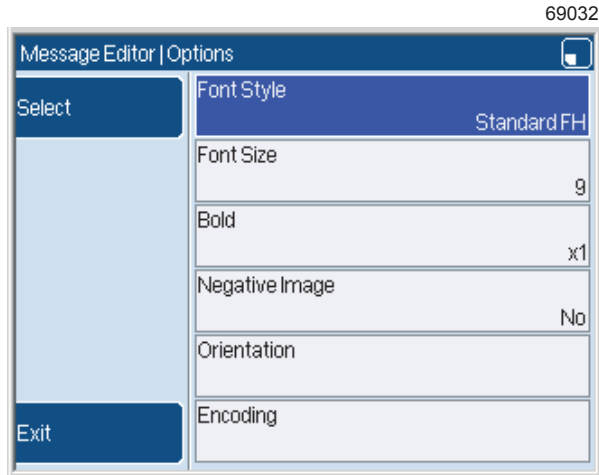 69032
Message Editor | Options
Select
Font Style
Standard FH
Font Size
9
Bold
x1
Negative Image
No
Orientation
Encoding
Exit